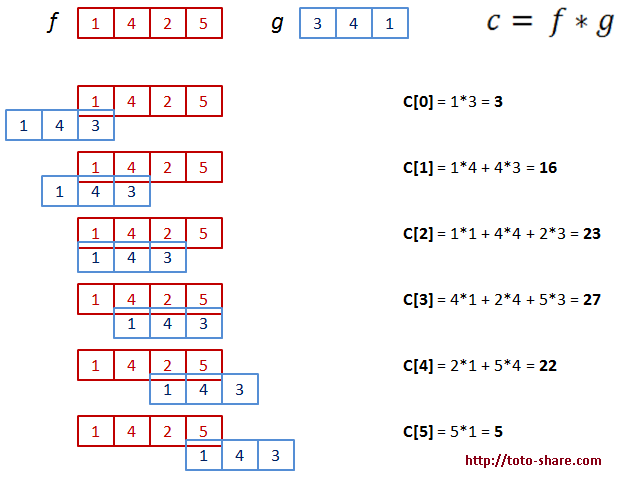 f 1 4 2 5 g 3 4 1 c = f * g
1 4 2 5 C[0] = 1*3 = 3
1 4 3
1 4 2 5 C[1] = 1*4 + 4*3 = 16
1 4 3
1 4 2 5 C[2] = 1*1 + 4*4 + 2*3 = 23
1 4 3
1 4 2 5 C[3] = 4*1 + 2*4 + 5*3 = 27
1 4 3
1 4 2 5 C[4] = 2*1 + 5*4 = 22
1 4 3
1 4 2 5 C[5] = 5*1 = 5
1 4 3
http://toto-share.com